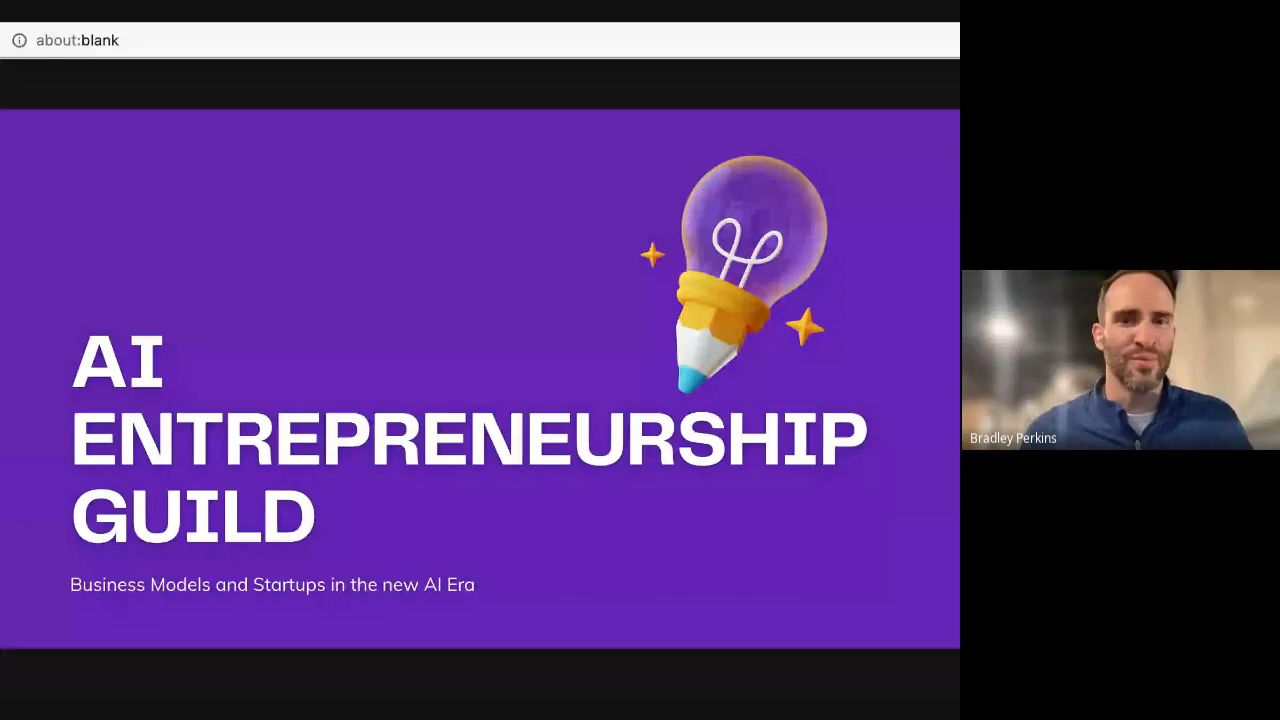 about:blank
AI
ENTREPRENEURSHIP
GUILD
Business Models and Startups in the new AI Era
Bradley Perkins